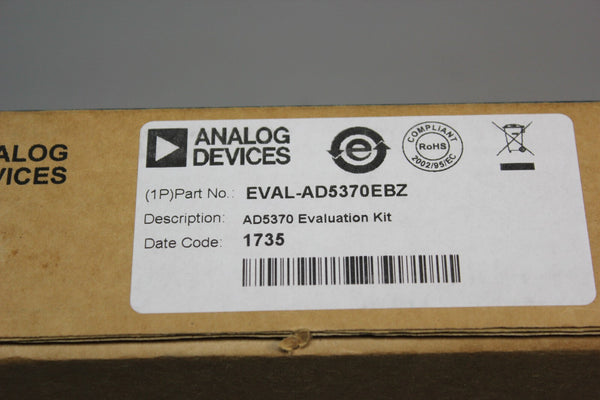 ALOG
VICES
ANALOG
DEVICES
e
COMPLIANT
RoHS
2002/95/EC
(1P)Part No.: EVAL-AD5370EBZ
Description: AD5370 Evaluation Kit
Date Code: 1735